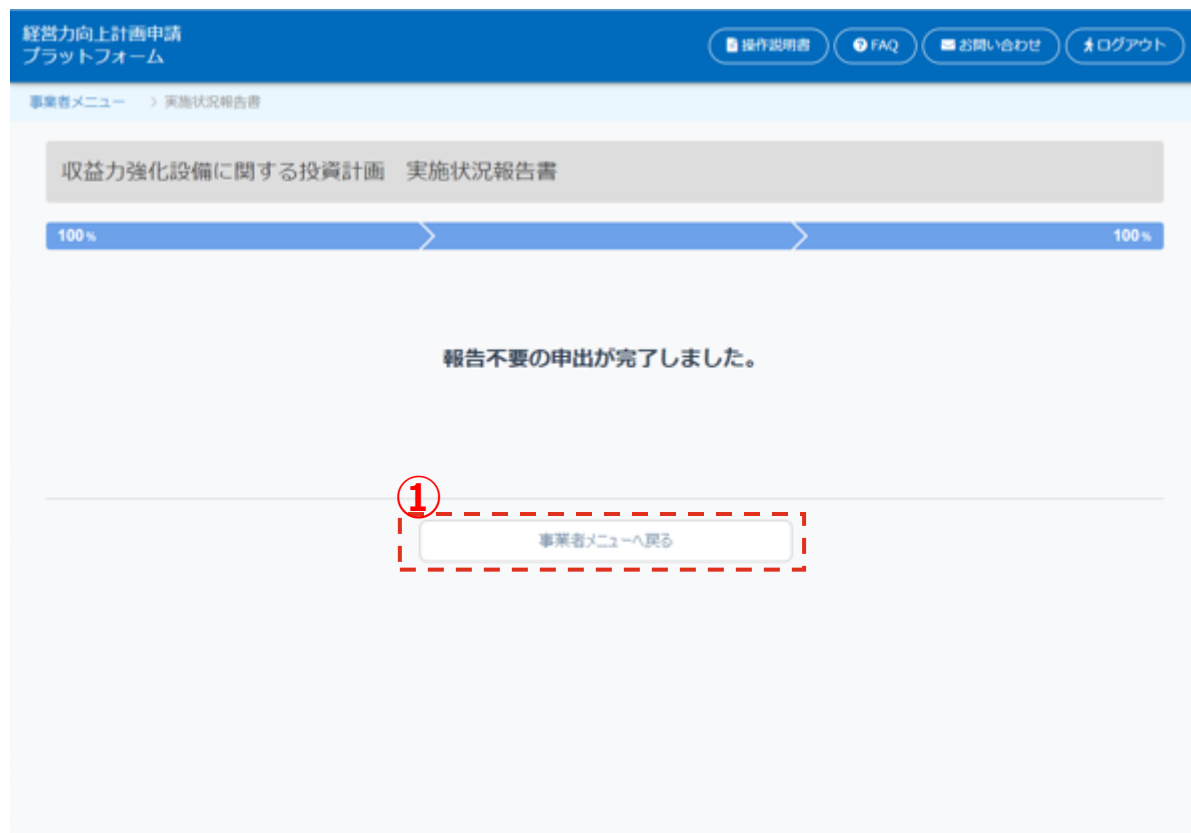 経営力向上計画申請
プラットフォーム
操作説明書
FAQ
お問い合わせ
ログアウト
事業者メニュー > 実施状況報告書
収益力強化設備に関する投資計画 実施状況報告書
100% 100%
報告不要の申出が完了しました。
①
事業者メニューへ戻る